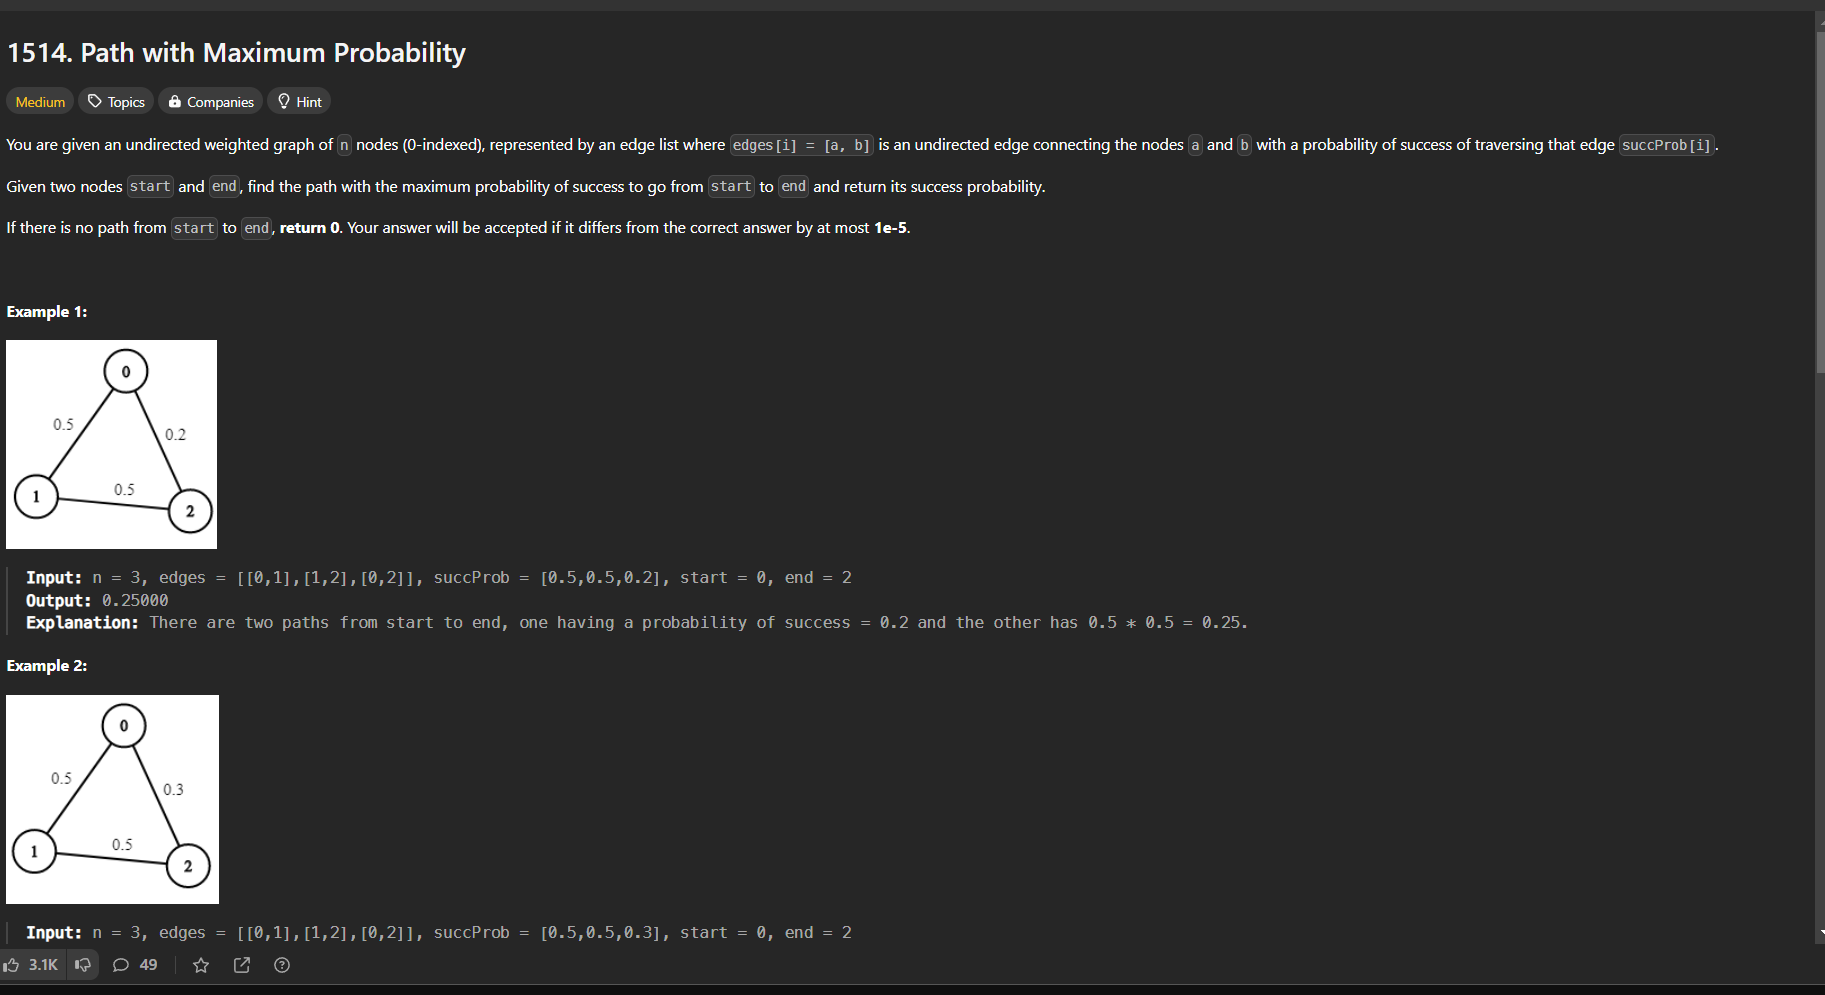 1514. Path with Maximum Probability
Medium Topics Companies Hint
You are given an undirected weighted graph of n nodes (0-indexed), represented by an edge list where edges[i] = [a, b] is an undirected edge connecting the nodes a and b with a probability of success of traversing that edge succProb[i].
Given two nodes start and end, find the path with the maximum probability of success to go from start to end and return its success probability.
If there is no path from start to end, return 0. Your answer will be accepted if it differs from the correct answer by at most 1e-5.
Example 1:
0
0.5
0.2
0.5
1
2
Input: n = 3, edges = [[0,1],[1,2],[0,2]], succProb = [0.5,0.5,0.2], start = 0, end = 2
Output: 0.25000
Explanation: There are two paths from start to end, one having a probability of success = 0.2 and the other has 0.5 * 0.5 = 0.25.
Example 2:
0
0.5
0.3
0.5
1
2
Input: n = 3, edges = [[0,1],[1,2],[0,2]], succProb = [0.5,0.5,0.3], start = 0, end = 2
3.1K 49